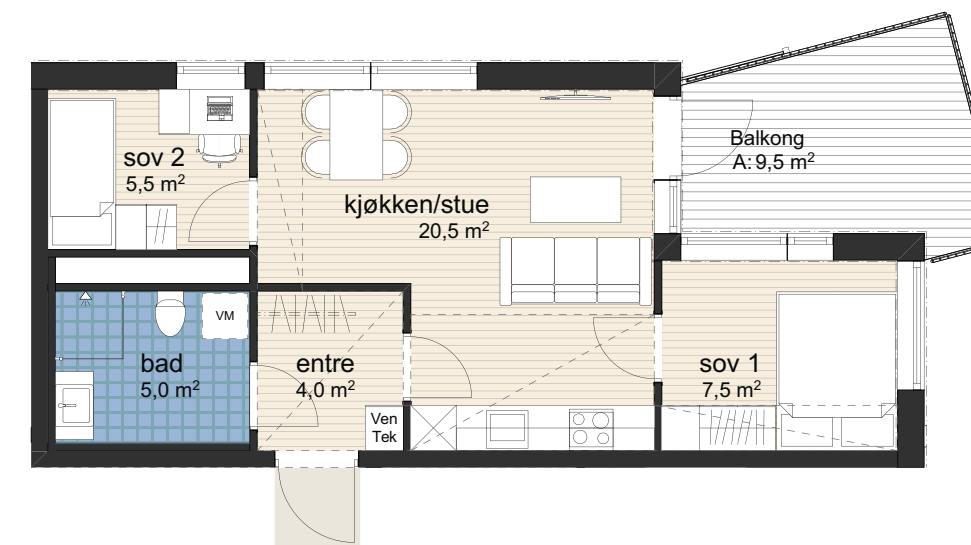 sov 2
5,5 m²
kjøkken/stue
20,5 m²
Balkong
A: 9,5 m²
VM
bad
5,0 m²
entre
4,0 m²
Ven
Tek
sov 1
7,5 m²